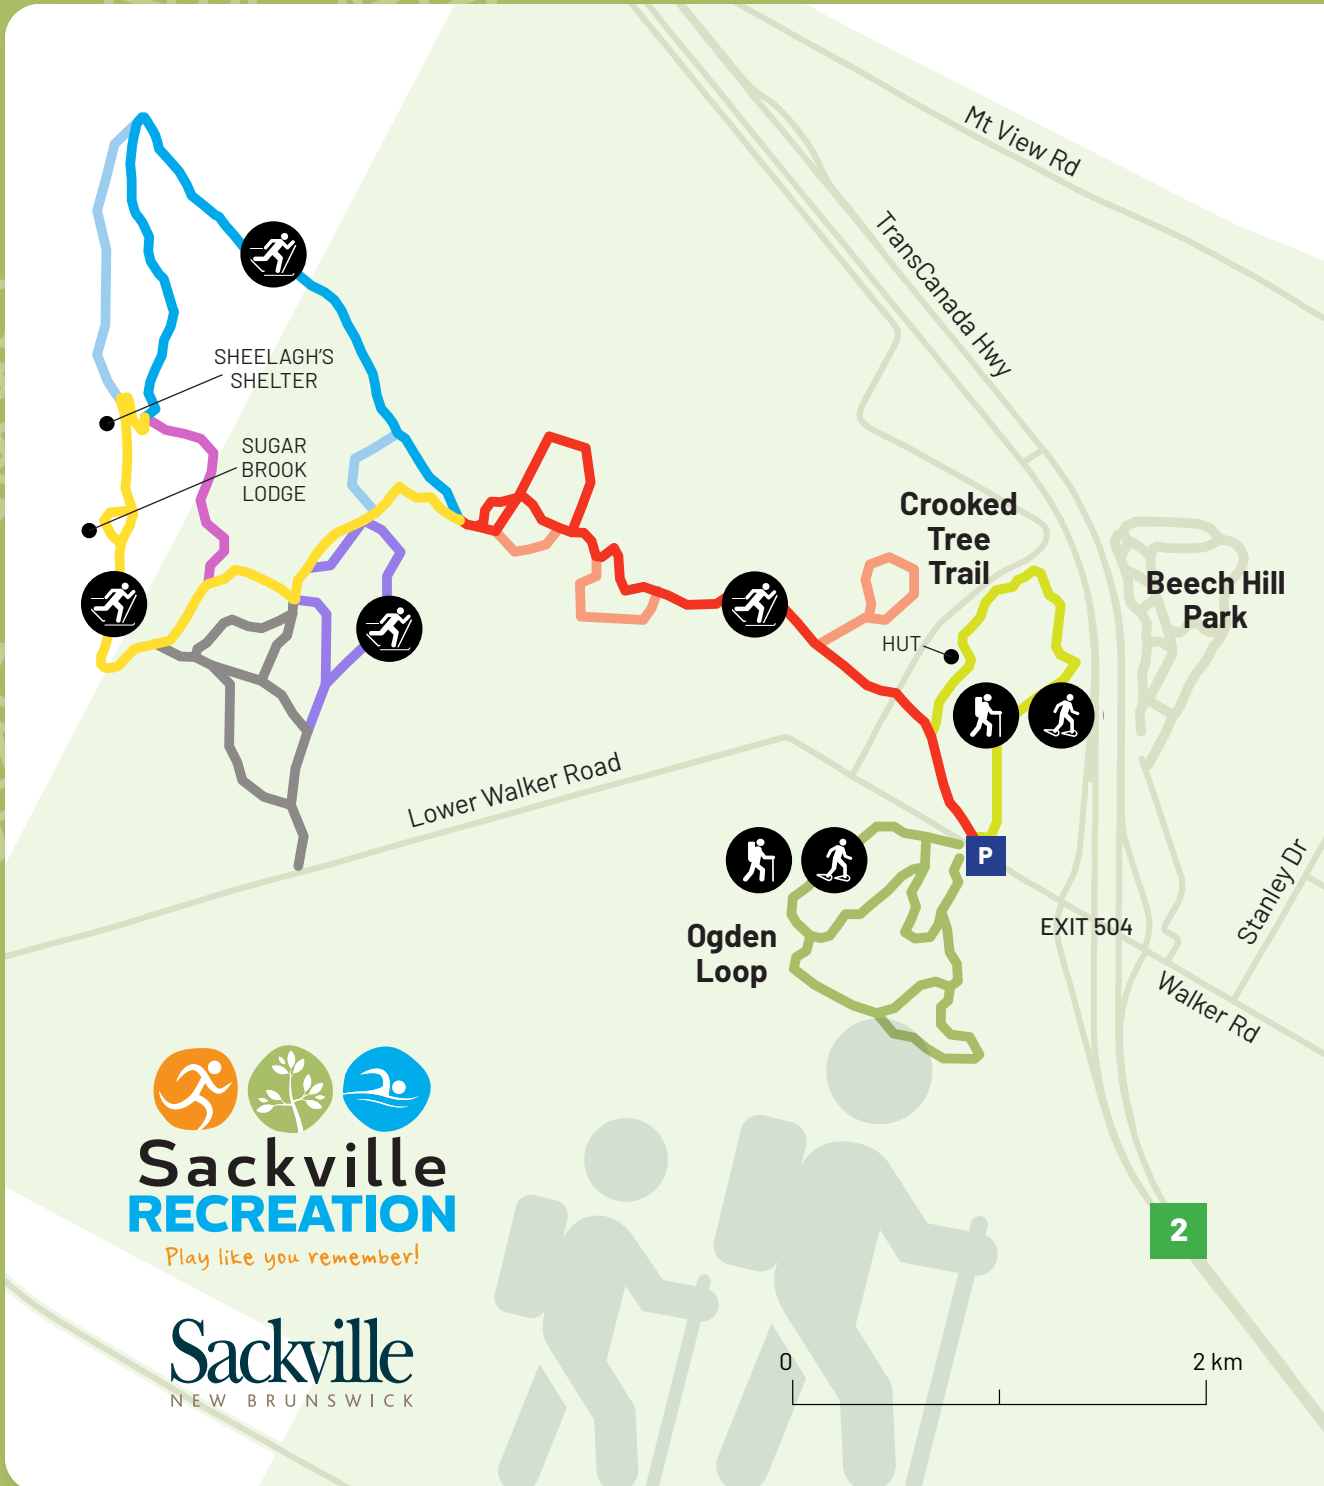 Mt View Rd
TransCanada Hwy
SHEELAGH'S
SHELTER
SUGAR
BROOK
LODGE
Crooked
Tree
Trail
Beech Hill
Park
HUT
Lower Walker Road
P
Stanley Dr
EXIT 504
Ogden
Loop
Walker Rd
Sackville
RECREATION
Play like you remember!
2
Sackville
NEW BRUNSWICK
0
2 km